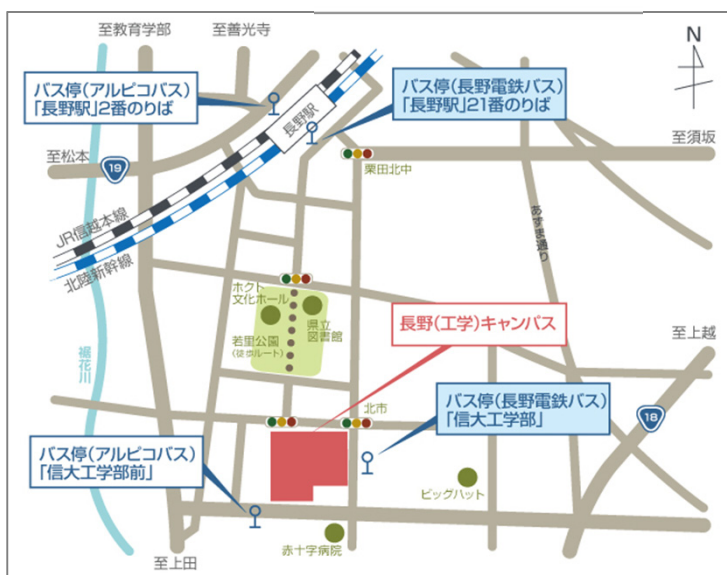 至教育学部
至善光寺
N
バス停(アルピコバス)
「長野駅」2番のりば
バス停(長野電鉄バス)
「長野駅」21番のりば
長野駅
至須坂
至松本
19
栗田北中
JR信越本線
北陸新幹線
あずま通り
ホクト
文化ホール
県立
図書館
若里公園
(徒歩ルート)
長野(工学)キャンパス
至上越
裾花川
北市
バス停(長野電鉄バス)
「信大工学部」
18
バス停(アルピコバス)
「信大工学部前」
ビッグハット
赤十字病院
至上田